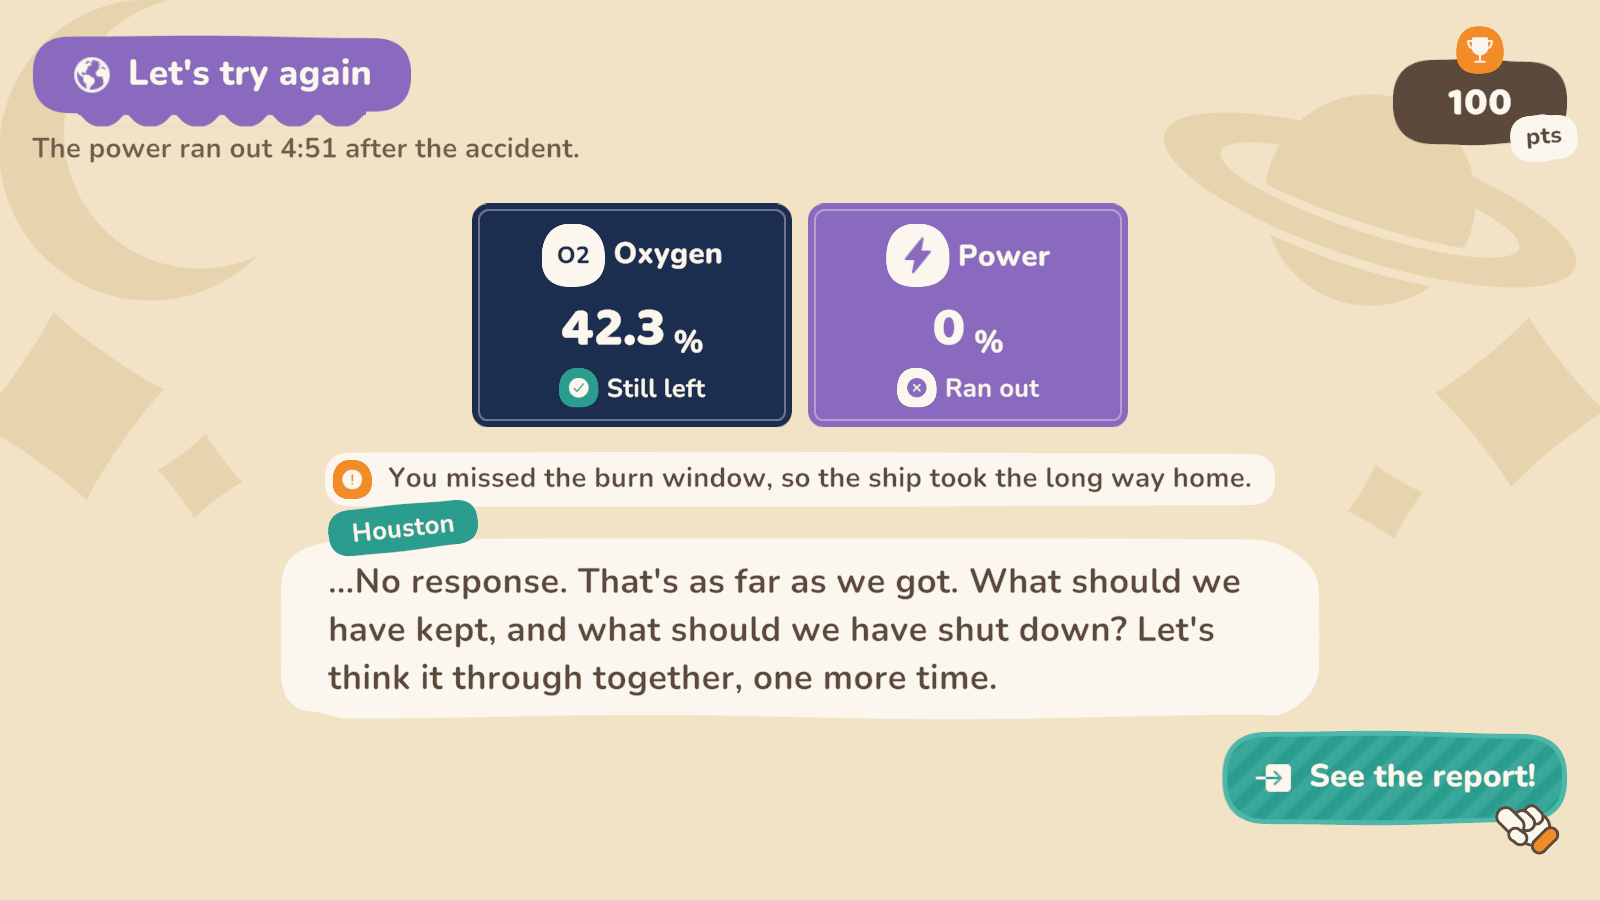 Let's try again
100
pts
The power ran out 4:51 after the accident.
O2 Oxygen
42.3 %
Still left
Power
0 %
Ran out
You missed the burn window, so the ship took the long way home.
Houston
...No response. That's as far as we got. What should we
have kept, and what should we have shut down? Let's
think it through together, one more time.
See the report!